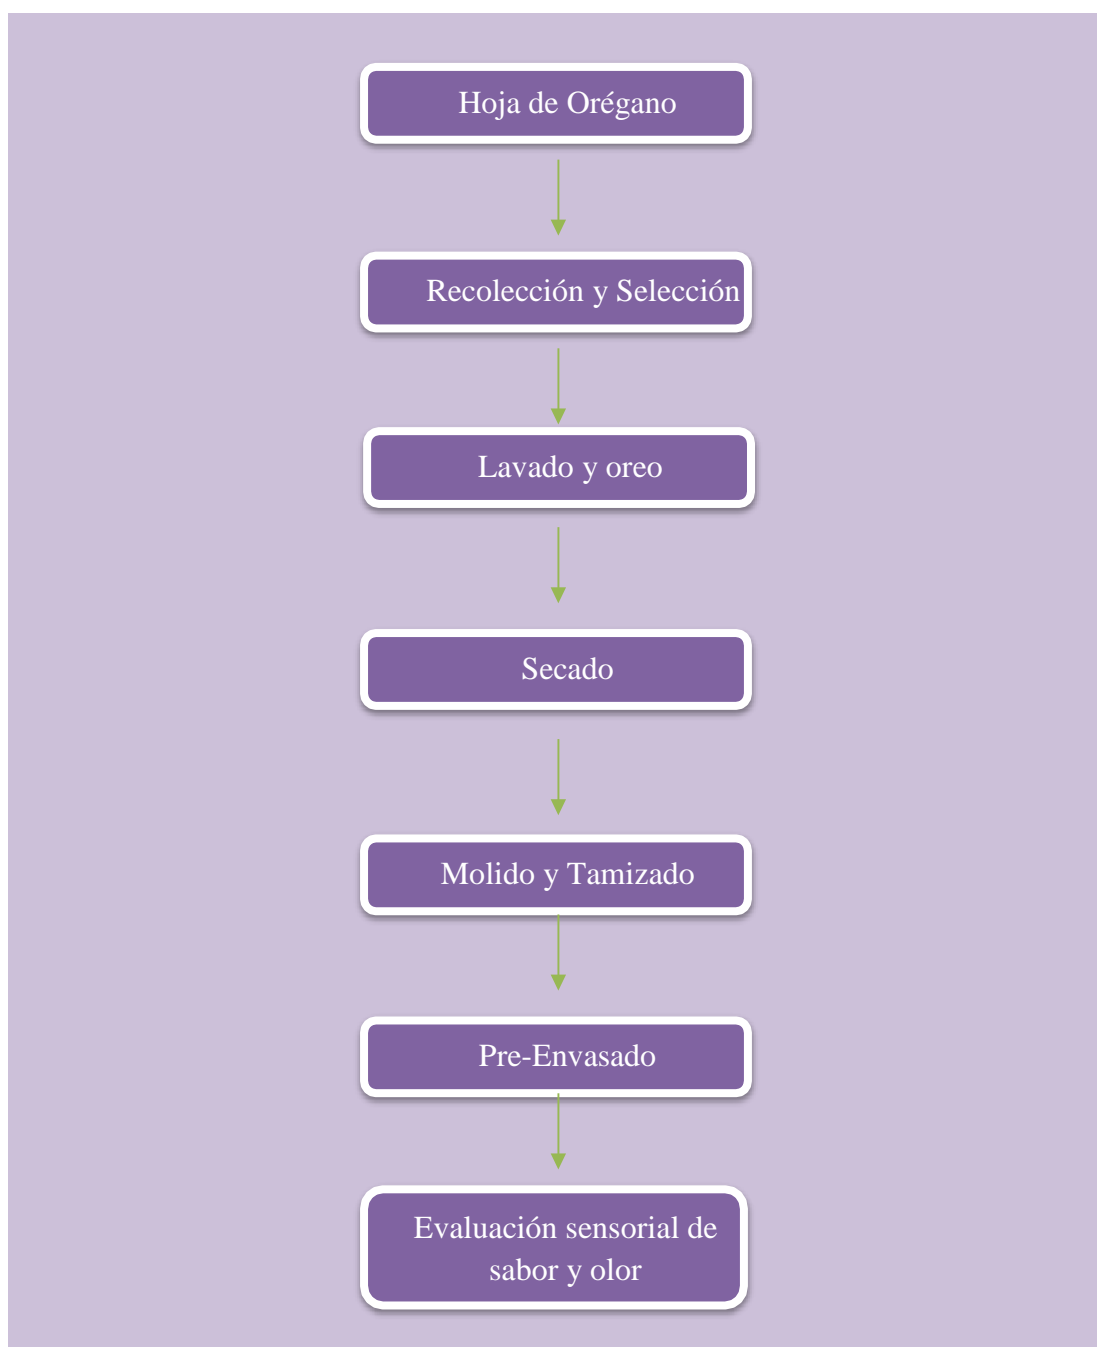 Hoja de Orégano
Recolección y Selección
Lavado y oreo
Secado
Molido y Tamizado
Pre-Envasado
Evaluación sensorial de
sabor y olor